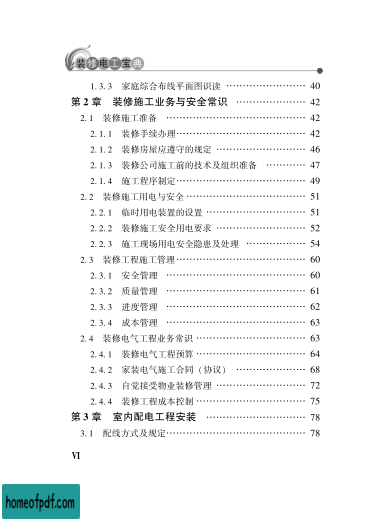 装修电工宝典
1.3.3 家庭综合布线平面图识读 …………………… 40
第2章 装修施工业务与安全常识 ………………… 42
2.1 装修施工准备 …………………………………… 42
2.1.1 装修手续办理………………………………… 42
2.1.2 装修房屋应遵守的规定 ……………………… 46
2.1.3 装修公司施工前的技术及组织准备 ………… 47
2.1.4 施工程序制定………………………………… 49
2.2 装修施工用电与安全……………………………… 51
2.2.1 临时用电装置的设置 ………………………… 51
2.2.2 装修施工安全用电要求 ……………………… 52
2.2.3 施工现场用电安全隐患及处理 ……………… 54
2.3 装修工程施工管理………………………………… 60
2.3.1 安全管理 …………………………………… 60
2.3.2 质量管理 …………………………………… 61
2.3.3 进度管理 …………………………………… 62
2.3.4 成本管理 …………………………………… 63
2.4 装修电气工程业务常识 …………………………… 63
2.4.1 装修电气工程预算 …………………………… 64
2.4.2 家装电气施工合同(协议) ………………… 68
2.4.3 自觉接受物业装修管理 ……………………… 72
2.4.4 装修工程成本控制 …………………………… 75
第3章 室内配电工程安装 ………………………… 78
3.1 配线方式及规定…………………………………… 78
Ⅵ
homeofpdf.com